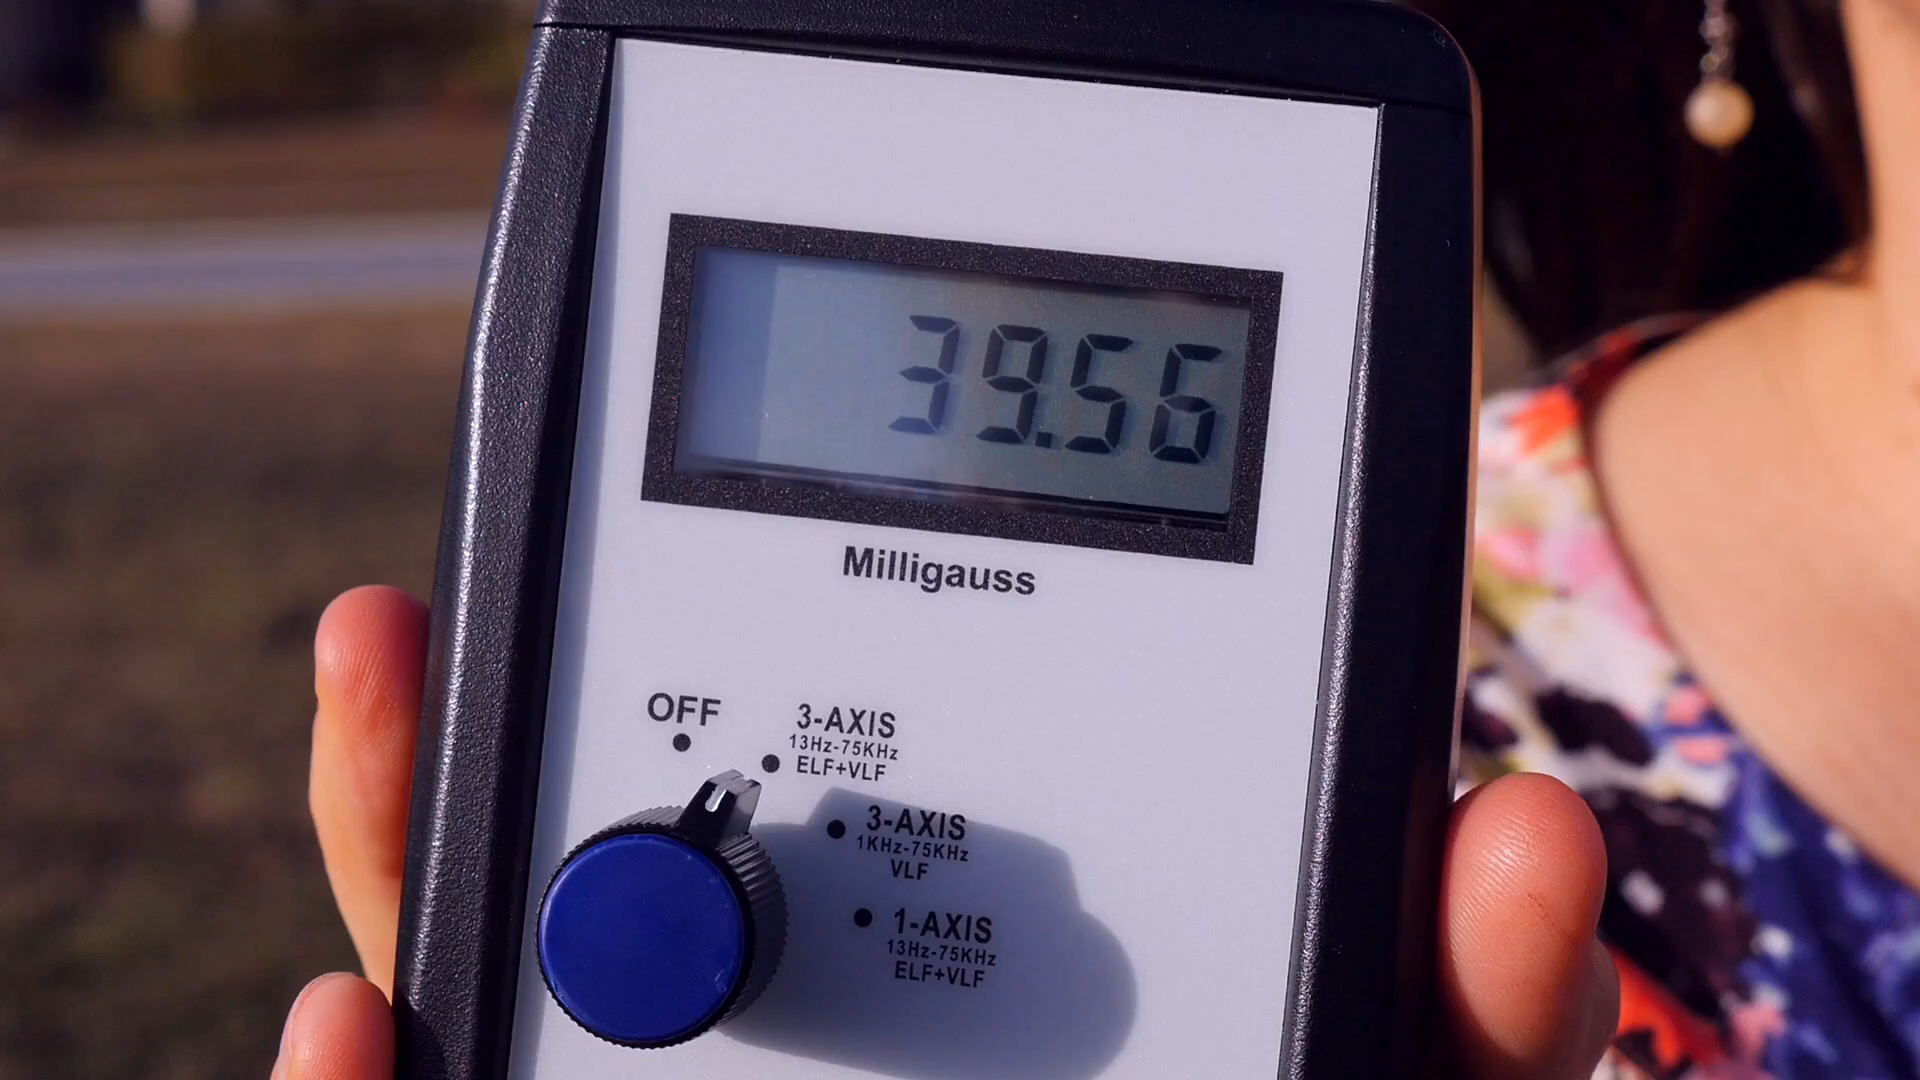 39.56
Milligauss
OFF
3-AXIS
13Hz-75KHz
ELF+VLF
3-AXIS
1KHz-75KHz
VLF
1-AXIS
13Hz-75KHz
ELF+VLF